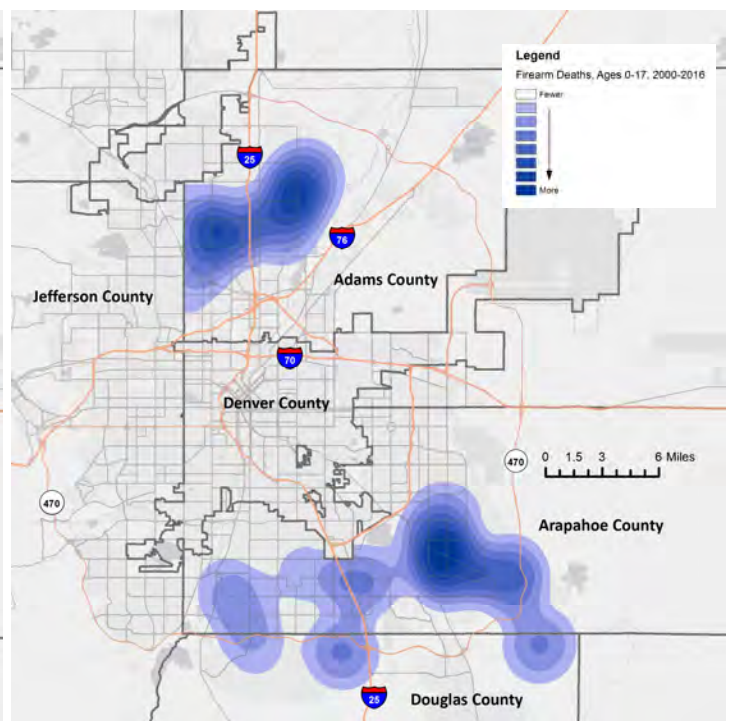 Legend
Firearm Deaths, Ages 0-17, 2000-2016
Fewer
More
25
76
Adams County
Jefferson County
70
Denver County
470
0 1.5 3 6 Miles
470
Arapahoe County
25
Douglas County